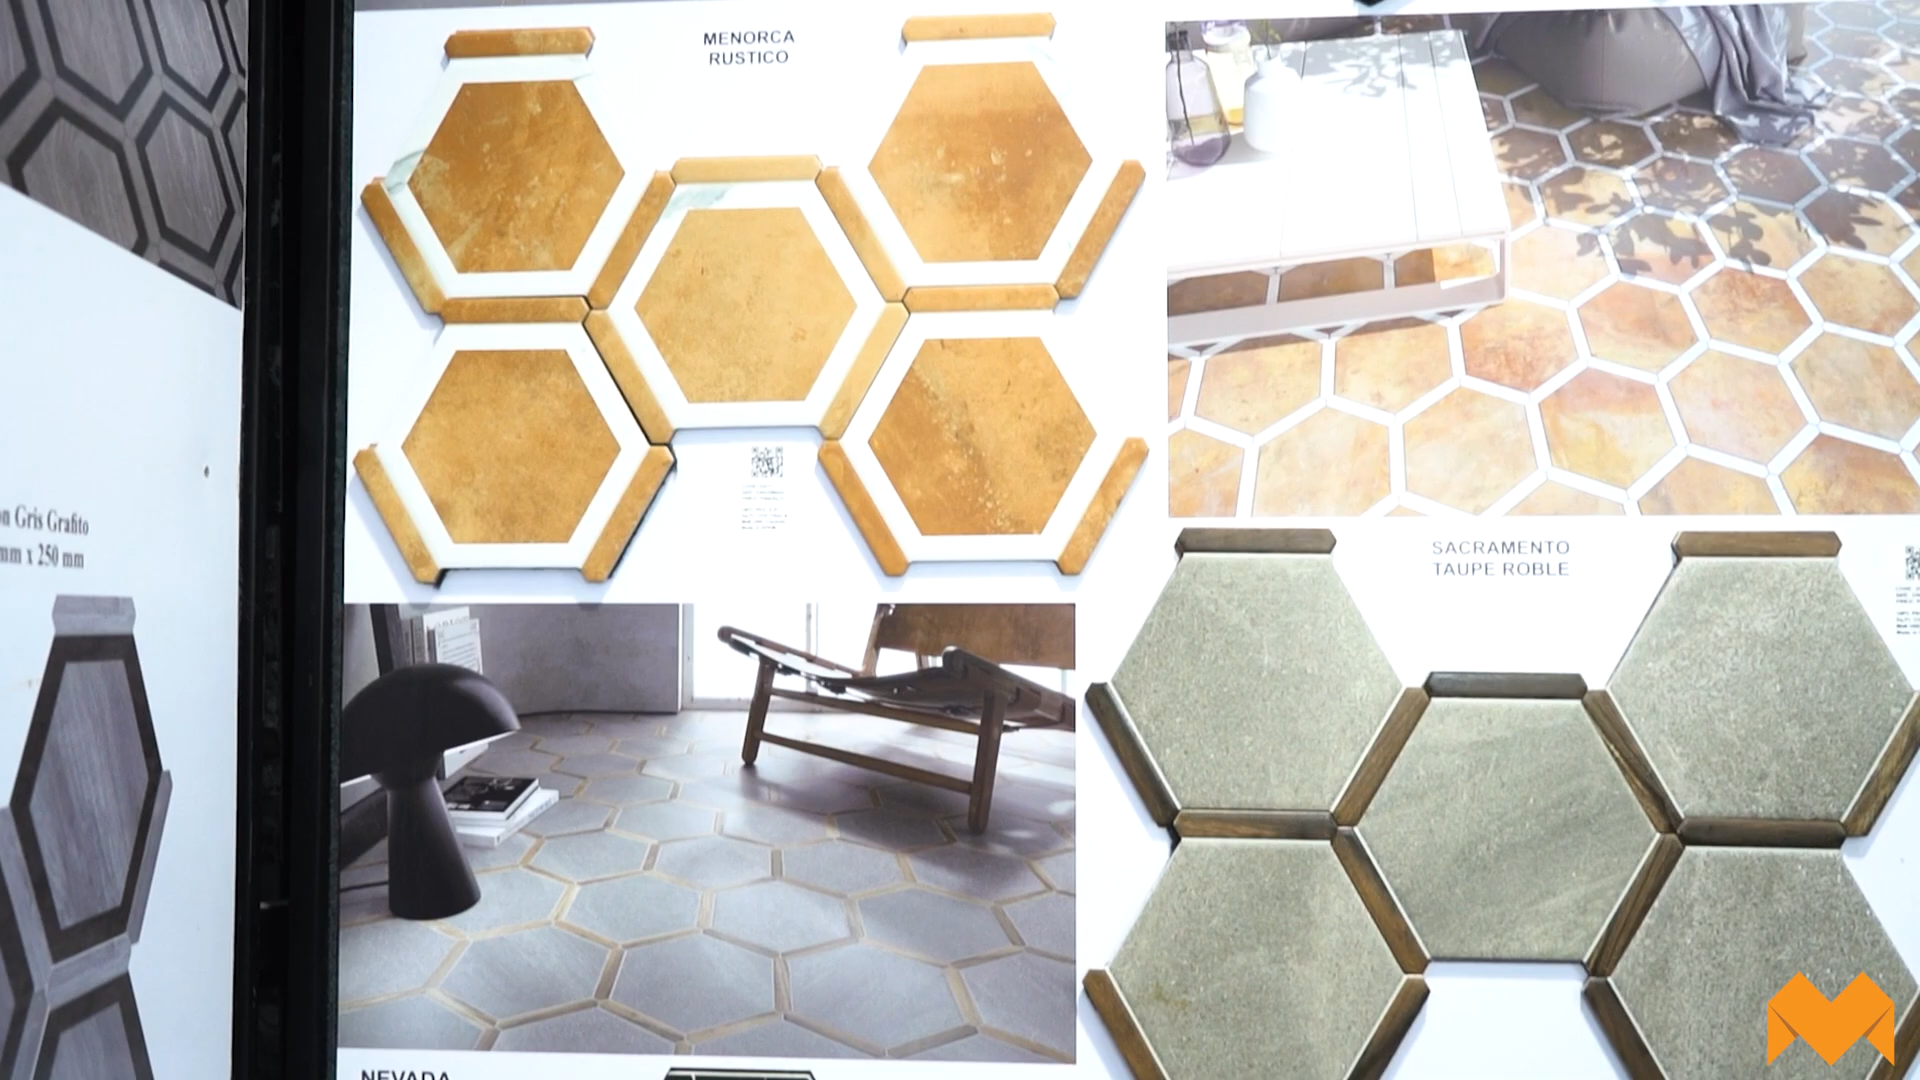 MENORCA
RUSTICO
on Gris Grafito
mm x 250 mm
SACRAMENTO
TAUPE ROBLE
NEVADA